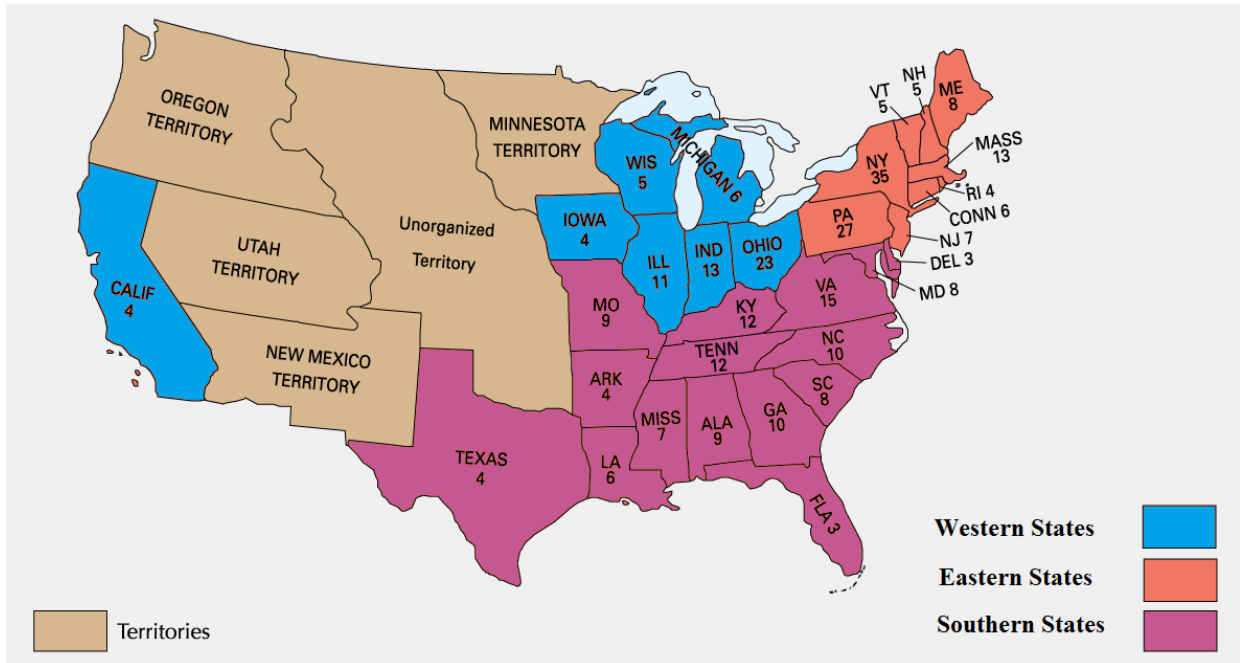 OREGON
TERRITORY
MINNESOTA
TERRITORY
Unorganized
Territory
UTAH
TERRITORY
NEW MEXICO
TERRITORY
CALIF
4
WIS
5
MICHIGAN 6
IOWA
4
ILL
11
IND
13
OHIO
23
VT
5
NH
5
ME
8
MASS
13
NY
35
RI 4
CONN 6
PA
27
NJ 7
DEL 3
MD 8
VA
15
MO
9
KY
12
TENN
12
NC
10
ARK
4
SC
8
MISS
7
ALA
9
GA
10
TEXAS
4
LA
6
FLA 3
Western States
Eastern States
Southern States
Territories